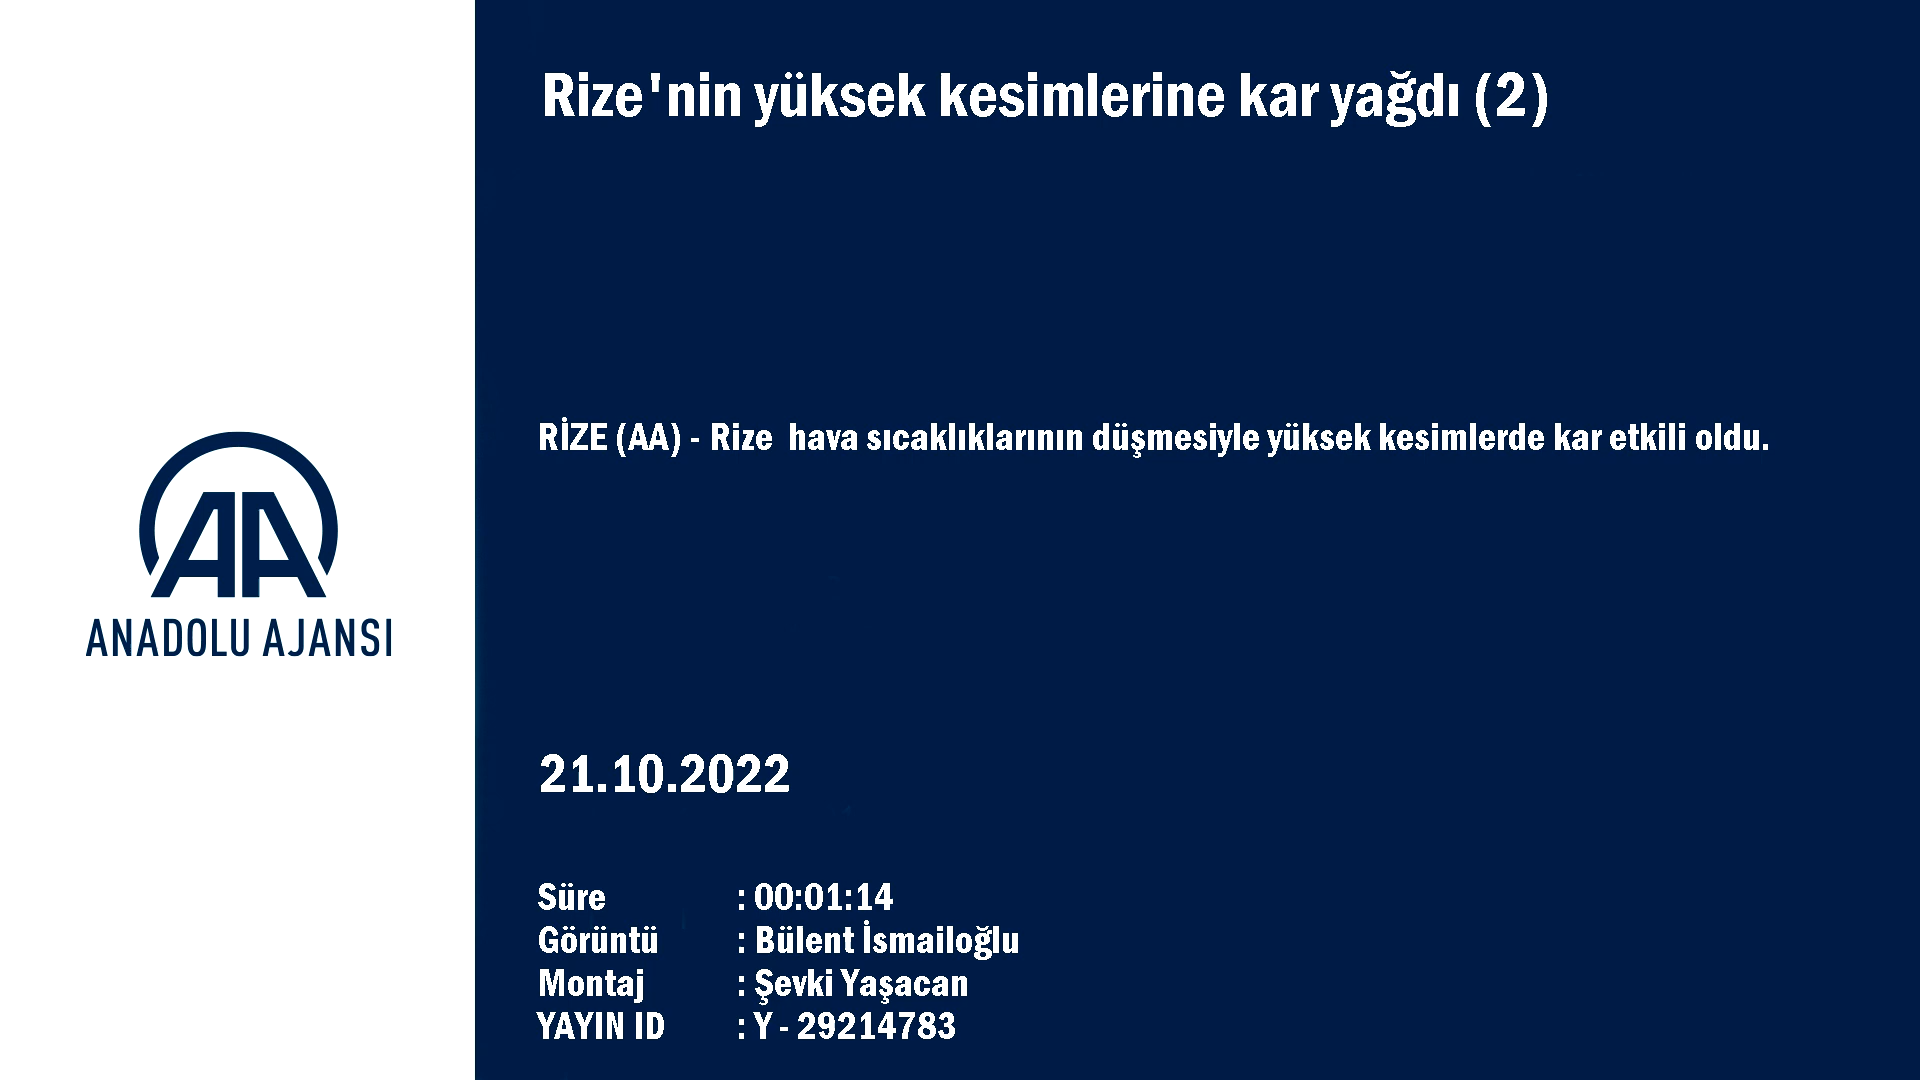 Rize'nin yüksek kesimlerine kar yağdı (2)
RİZE (AA) - Rize  hava sıcaklıklarının düşmesiyle yüksek kesimlerde kar etkili oldu.
AA
ANADOLU AJANSI
21.10.2022
Süre : 00:01:14
Görüntü : Bülent İsmailoğlu
Montaj : Şevki Yaşacan
YAYIN ID : Y - 29214783